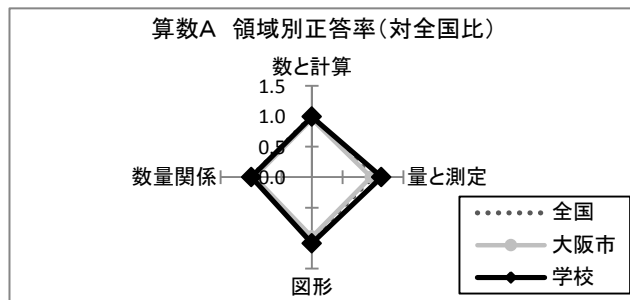 算数A 領域別正答率(対全国比)
数と計算
1.5
1.0
0.5
0.0
数量関係
量と測定
図形
全国
大阪市
学校